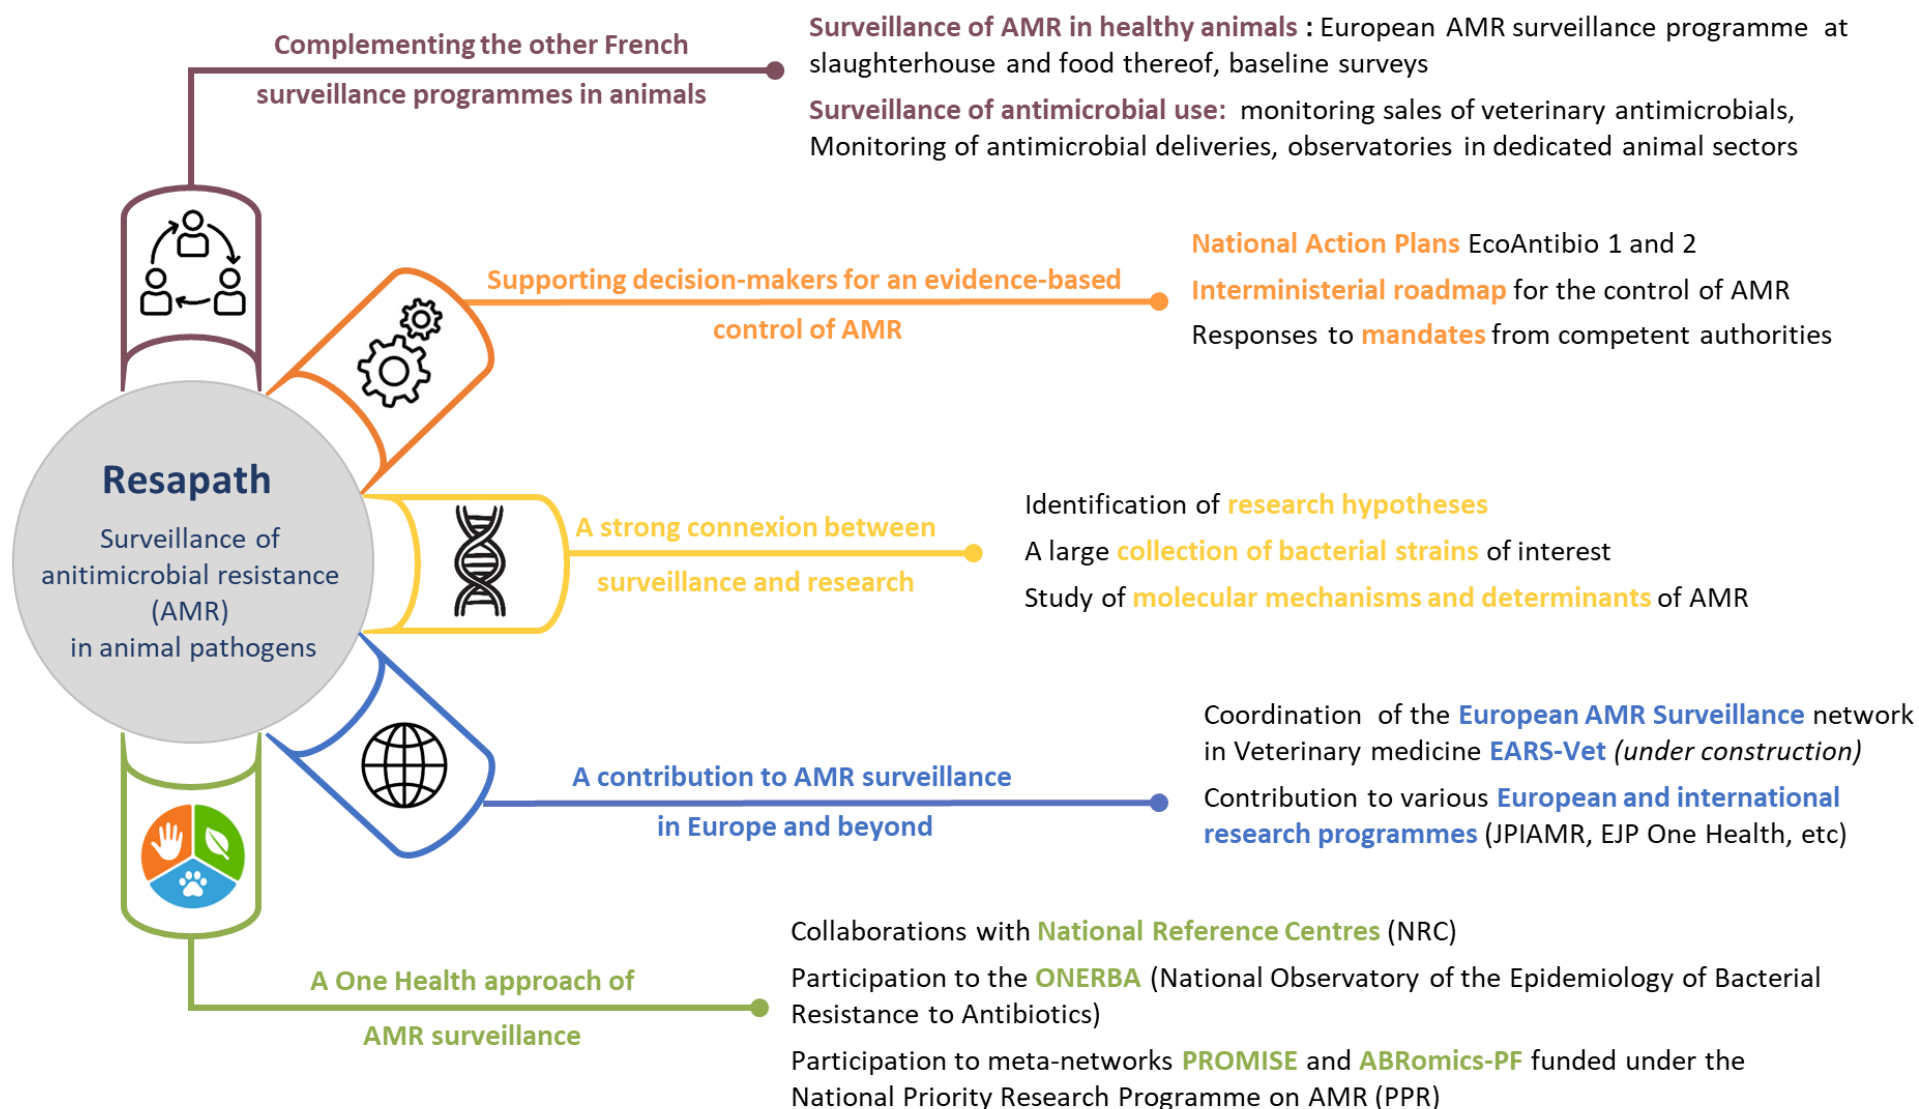 Complementing the other French
surveillance programmes in animals
Surveillance of AMR in healthy animals : European AMR surveillance programme at
slaughterhouse and food thereof, baseline surveys
Surveillance of antimicrobial use: monitoring sales of veterinary antimicrobials,
Monitoring of antimicrobial deliveries, observatories in dedicated animal sectors
Supporting decision-makers for an evidence-based
control of AMR
National Action Plans EcoAntibio 1 and 2
Interministerial roadmap for the control of AMR
Responses to mandates from competent authorities
Resapath
Surveillance of
anitimicrobial resistance
(AMR)
in animal pathogens
A strong connexion between
surveillance and research
Identification of research hypotheses
A large collection of bacterial strains of interest
Study of molecular mechanisms and determinants of AMR
A contribution to AMR surveillance
in Europe and beyond
Coordination of the European AMR Surveillance network
in Veterinary medicine EARS-Vet (under construction)
Contribution to various European and international
research programmes (JPIAMR, EJP One Health, etc)
A One Health approach of
AMR surveillance
Collaborations with National Reference Centres (NRC)
Participation to the ONERBA (National Observatory of the Epidemiology of Bacterial
Resistance to Antibiotics)
Participation to meta-networks PROMISE and ABRomics-PF funded under the
National Priority Research Programme on AMR (PPR)